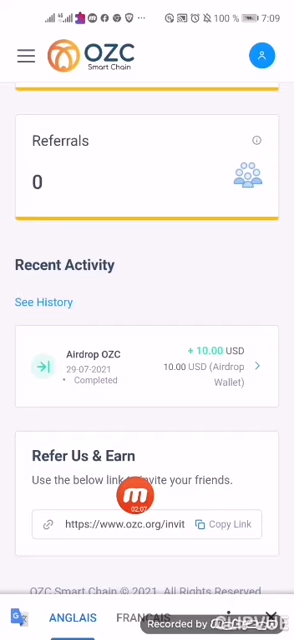 100 %
7:09
OZC
Smart Chain
Referrals
0
Recent Activity
See History
Airdrop OZC
+ 10.00 USD
29-07-2021
10.00 USD (Airdrop
• Completed
Wallet)
Refer Us & Earn
Use the below link to invite your friends.
02:07
https://www.ozc.org/invit
Copy Link
OZC Smart Chain © 2021. All Rights Reserved
ANGLAIS
FRANÇAIS
Recorded by